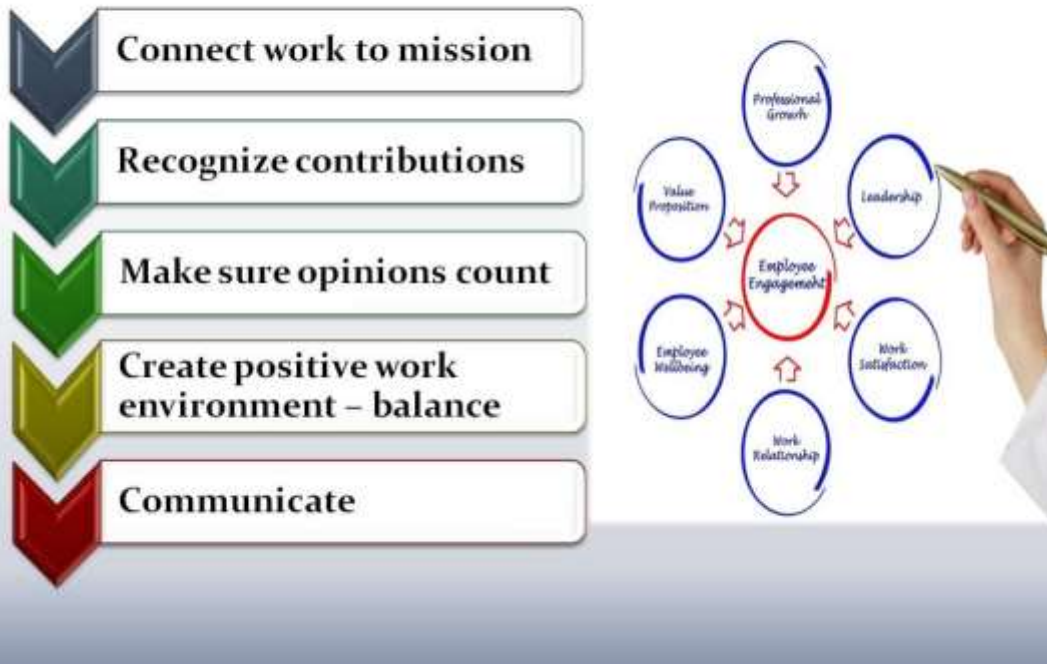 Connect work to mission
Recognize contributions
Make sure opinions count
Create positive work
environment – balance
Communicate
Professional
Growh
Value
Proposition
Leadership
Employee
Engagement
Employee
Wellbeing
Work
Satisfaction
Work
Relationship